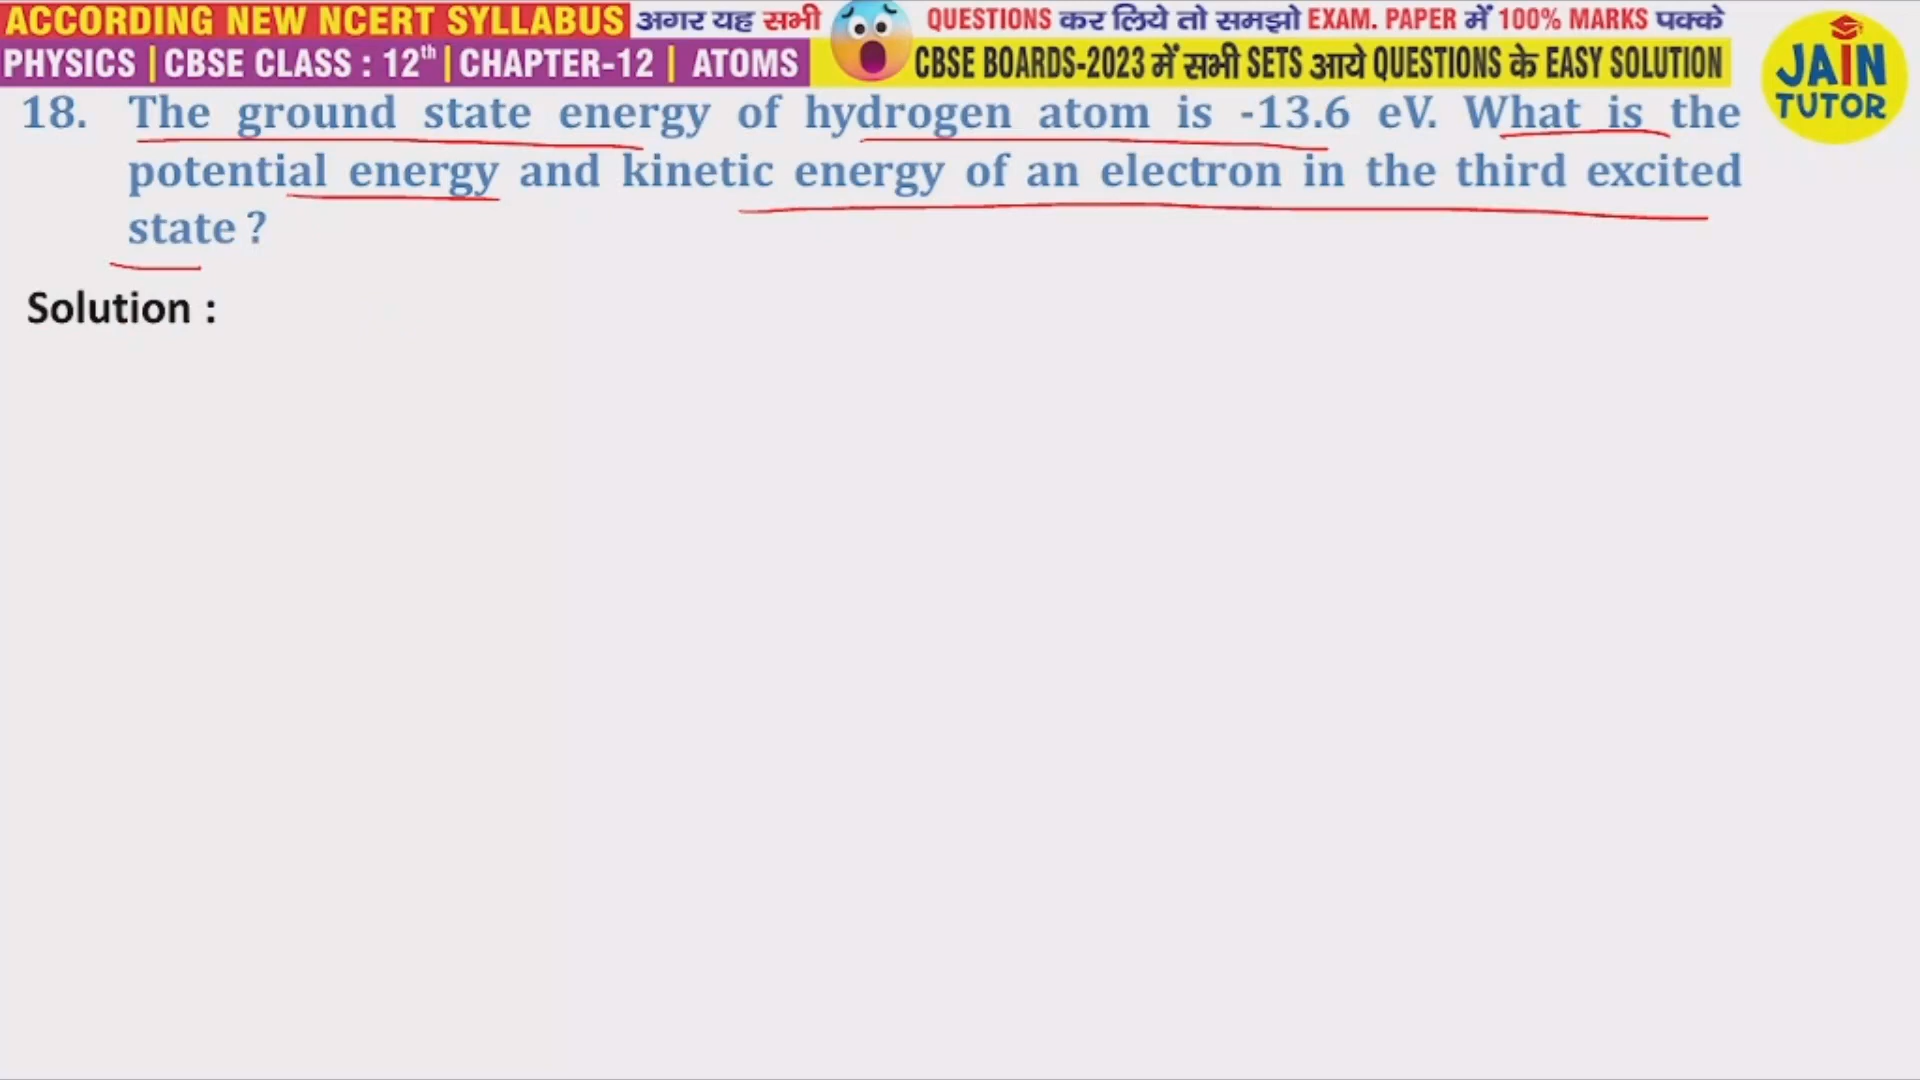 ACCORDING NEW NCERT SYLLABUS अगर यह सभी QUESTIONS कर लिये तो समझो EXAM. PAPER में 100% MARKS पक्के
PHYSICS | CBSE CLASS : 12th | CHAPTER-12 | ATOMS CBSE BOARDS-2023 में सभी SETS आये QUESTIONS के EASY SOLUTION
JAIN
TUTOR
18. The ground state energy of hydrogen atom is -13.6 eV. What is the
potential energy and kinetic energy of an electron in the third excited
state ?
Solution :